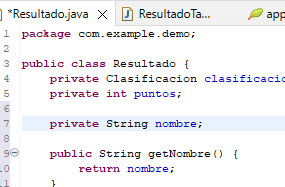 *Resultado.java
ResultadoTa...
app
1 package com.example.demo;
2
3 public class Resultado {
4 private Clasificacion clasificacio
5 private int puntos;
6
7 private String nombre;
8
9 public String getNombre() {
10 return nombre;
11 }